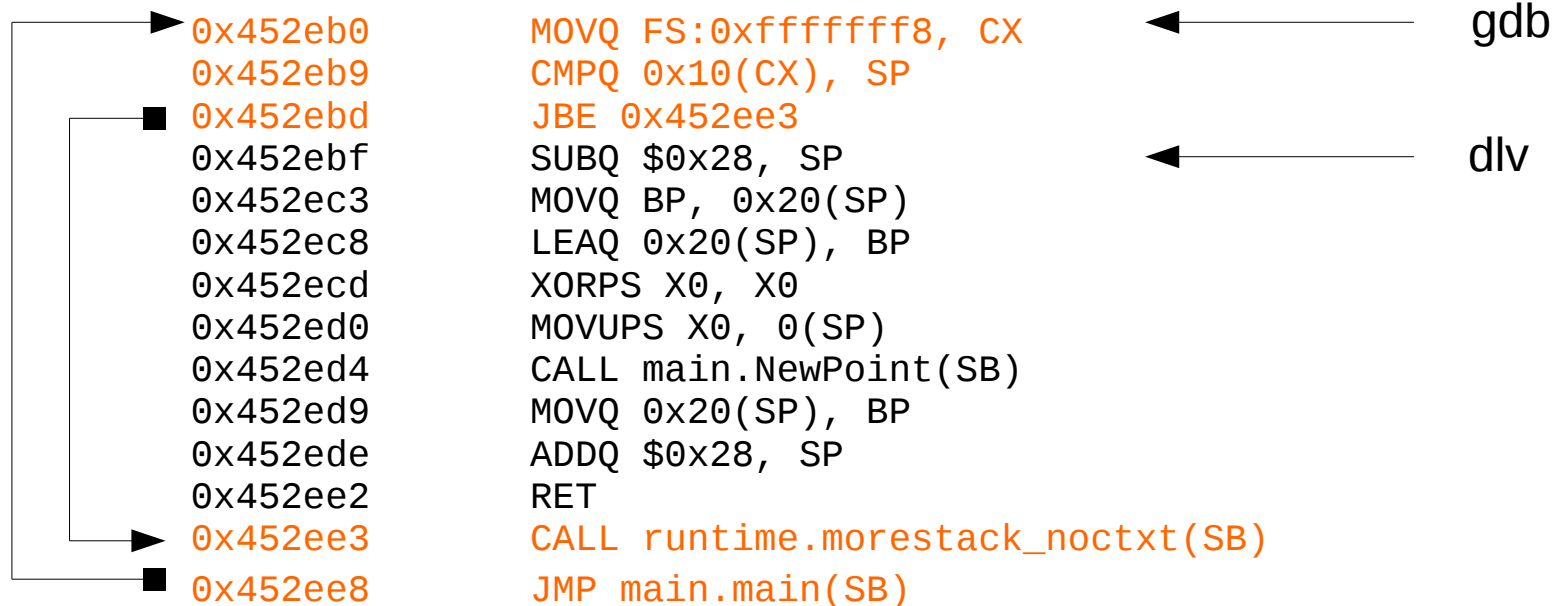 0x452eb0 MOVQ FS:0xfffffff8, CX gdb
0x452eb9 CMPQ 0x10(CX), SP
0x452ebd JBE 0x452ee3
0x452ebf SUBQ $0x28, SP dlv
0x452ec3 MOVQ BP, 0x20(SP)
0x452ec8 LEAQ 0x20(SP), BP
0x452ecd XORPS X0, X0
0x452ed0 MOVUPS X0, 0(SP)
0x452ed4 CALL main.NewPoint(SB)
0x452ed9 MOVQ 0x20(SP), BP
0x452ede ADDQ $0x28, SP
0x452ee2 RET
0x452ee3 CALL runtime.morestack_noctxt(SB)
0x452ee8 JMP main.main(SB)